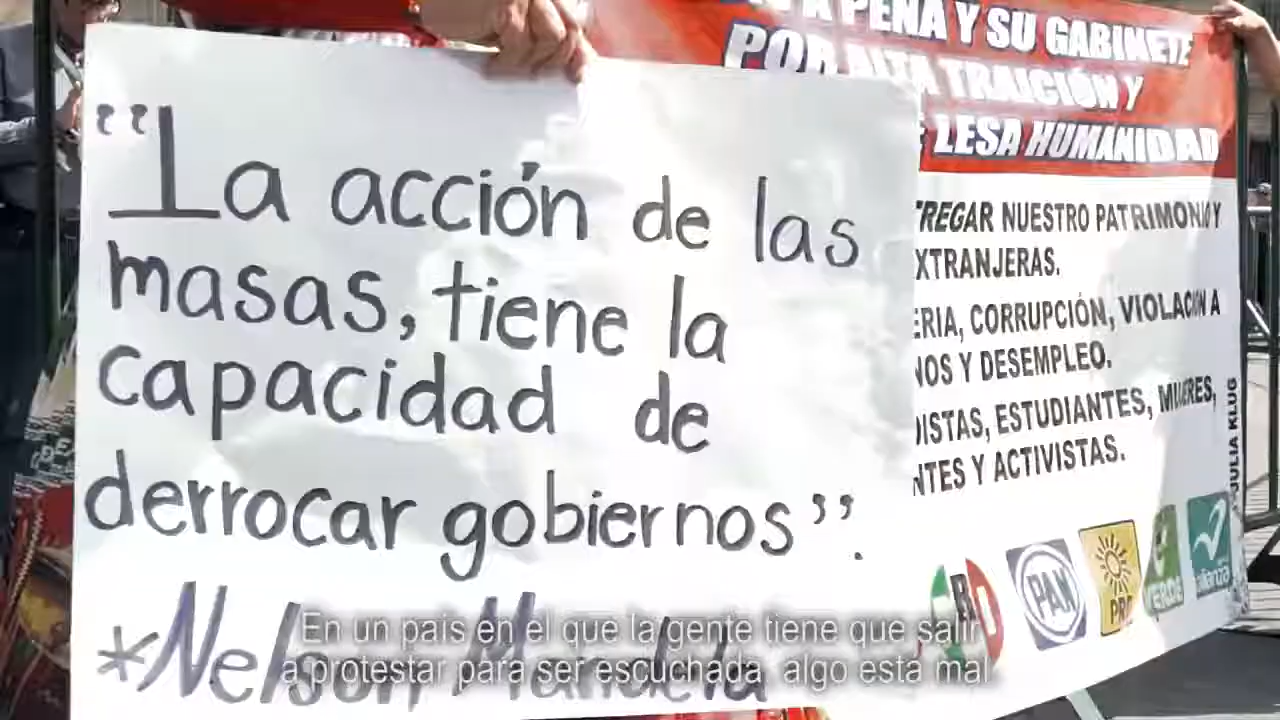 “La acción de las
masas, tiene la
capacidad de
derrocar gobiernos”.
*Nelson Mandela
A PEÑA Y SU GABINETE
POR ALTA TRAICIÓN Y
LESA HUMANIDAD
TREGAR NUESTRO PATRIMONIO Y
XTRANJERAS.
ERIA, CORRUPCIÓN, VIOLACION A
NOS Y DESEMPLEO.
DISTAS, ESTUDIANTES, MUJERES,
NTES Y ACTIVISTAS.
JULIA KLUG
PRI
PAN
PRD
VERDE
alianza
En un país en el que la gente tiene que salir
a protestar para ser escuchada, algo está mal